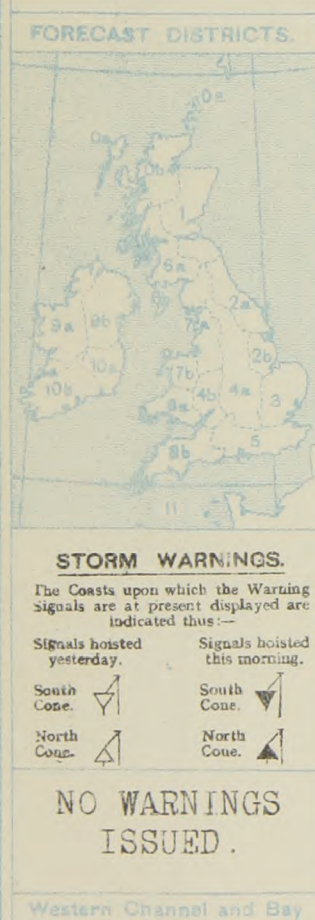 FORECAST DISTRICTS.
0a
0a
0b
1
6a
2a
7a
9a
9b
2b
10a
7b
10b
4b
4a
3
8a
5
8b
11
STORM WARNINGS.
The Coasts upon which the Warning
Signals are at present displayed are
indicated thus:—
Signals hoisted
yesterday.
Signals hoisted
this morning.
South
Cone.
South
Cone.
North
Cone.
North
Cone.
NO WARNINGS
ISSUED.
Western Channel and Bay